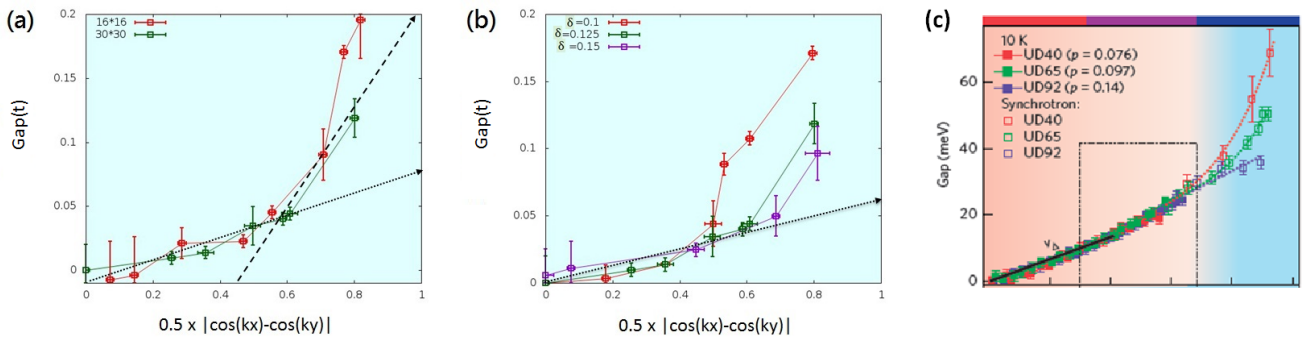 (a)
16*16
30*30
0.2
0.15
0.1
0.05
0
Gap(t)
0
0.2
0.4
0.6
0.8
1
0.5 x |cos(kx)-cos(ky)|
(b)
δ=0.1
δ=0.125
δ =0.15
0.2
0.15
0.1
0.05
0
Gap(t)
0
0.2
0.4
0.6
0.8
1
0.5 x |cos(kx)-cos(ky)|
(c)
10 K
UD40 (p = 0.076)
UD65 (p = 0.097)
UD92 (p = 0.14)
Synchrotron:
UD40
UD65
UD92
60
40
20
0
Gap (meV)